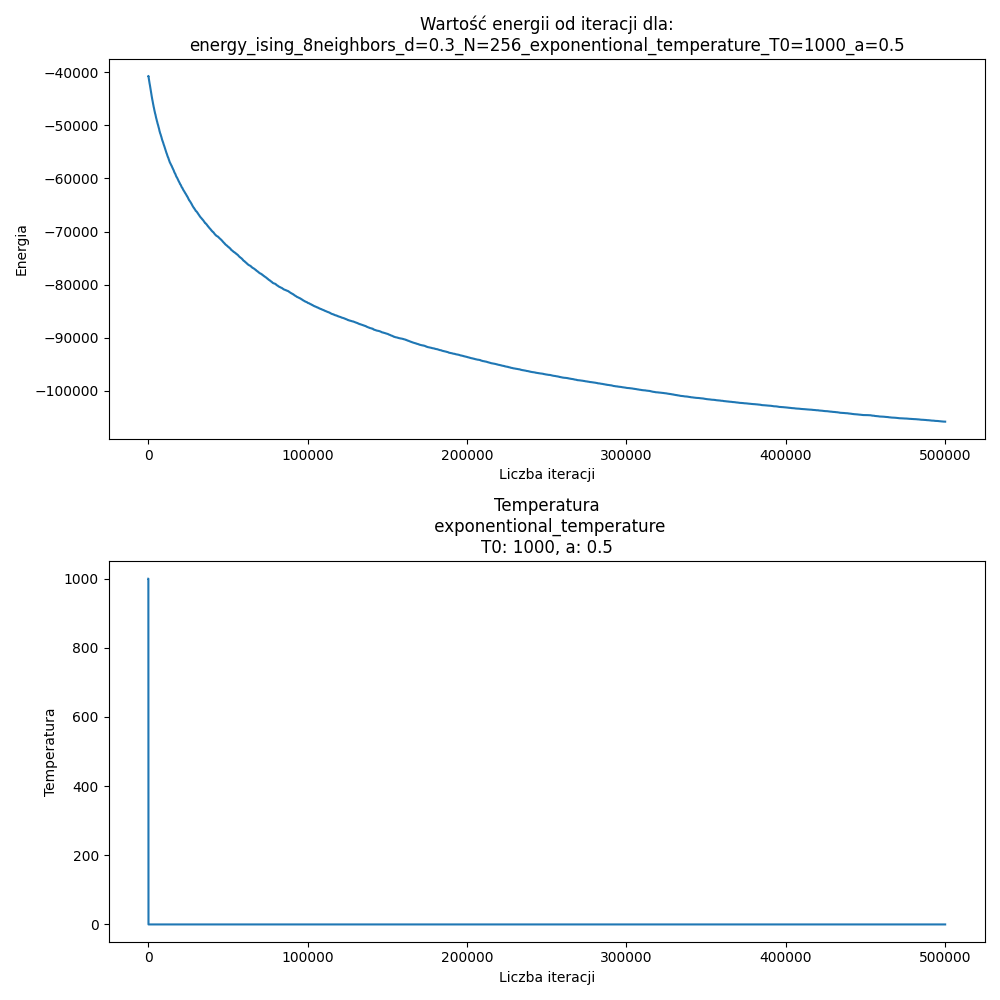 Wartość energii od iteracji dla:
energy_ising_8neighbors_d=0.3_N=256_exponentional_temperature_T0=1000_a=0.5
−40000
−50000
−60000
−70000
−80000
−90000
−100000
Energia
0 100000 200000 300000 400000 500000
Liczba iteracji
Temperatura
exponentional_temperature
T0: 1000, a: 0.5
1000
800
600
400
200
0
Temperatura
0 100000 200000 300000 400000 500000
Liczba iteracji